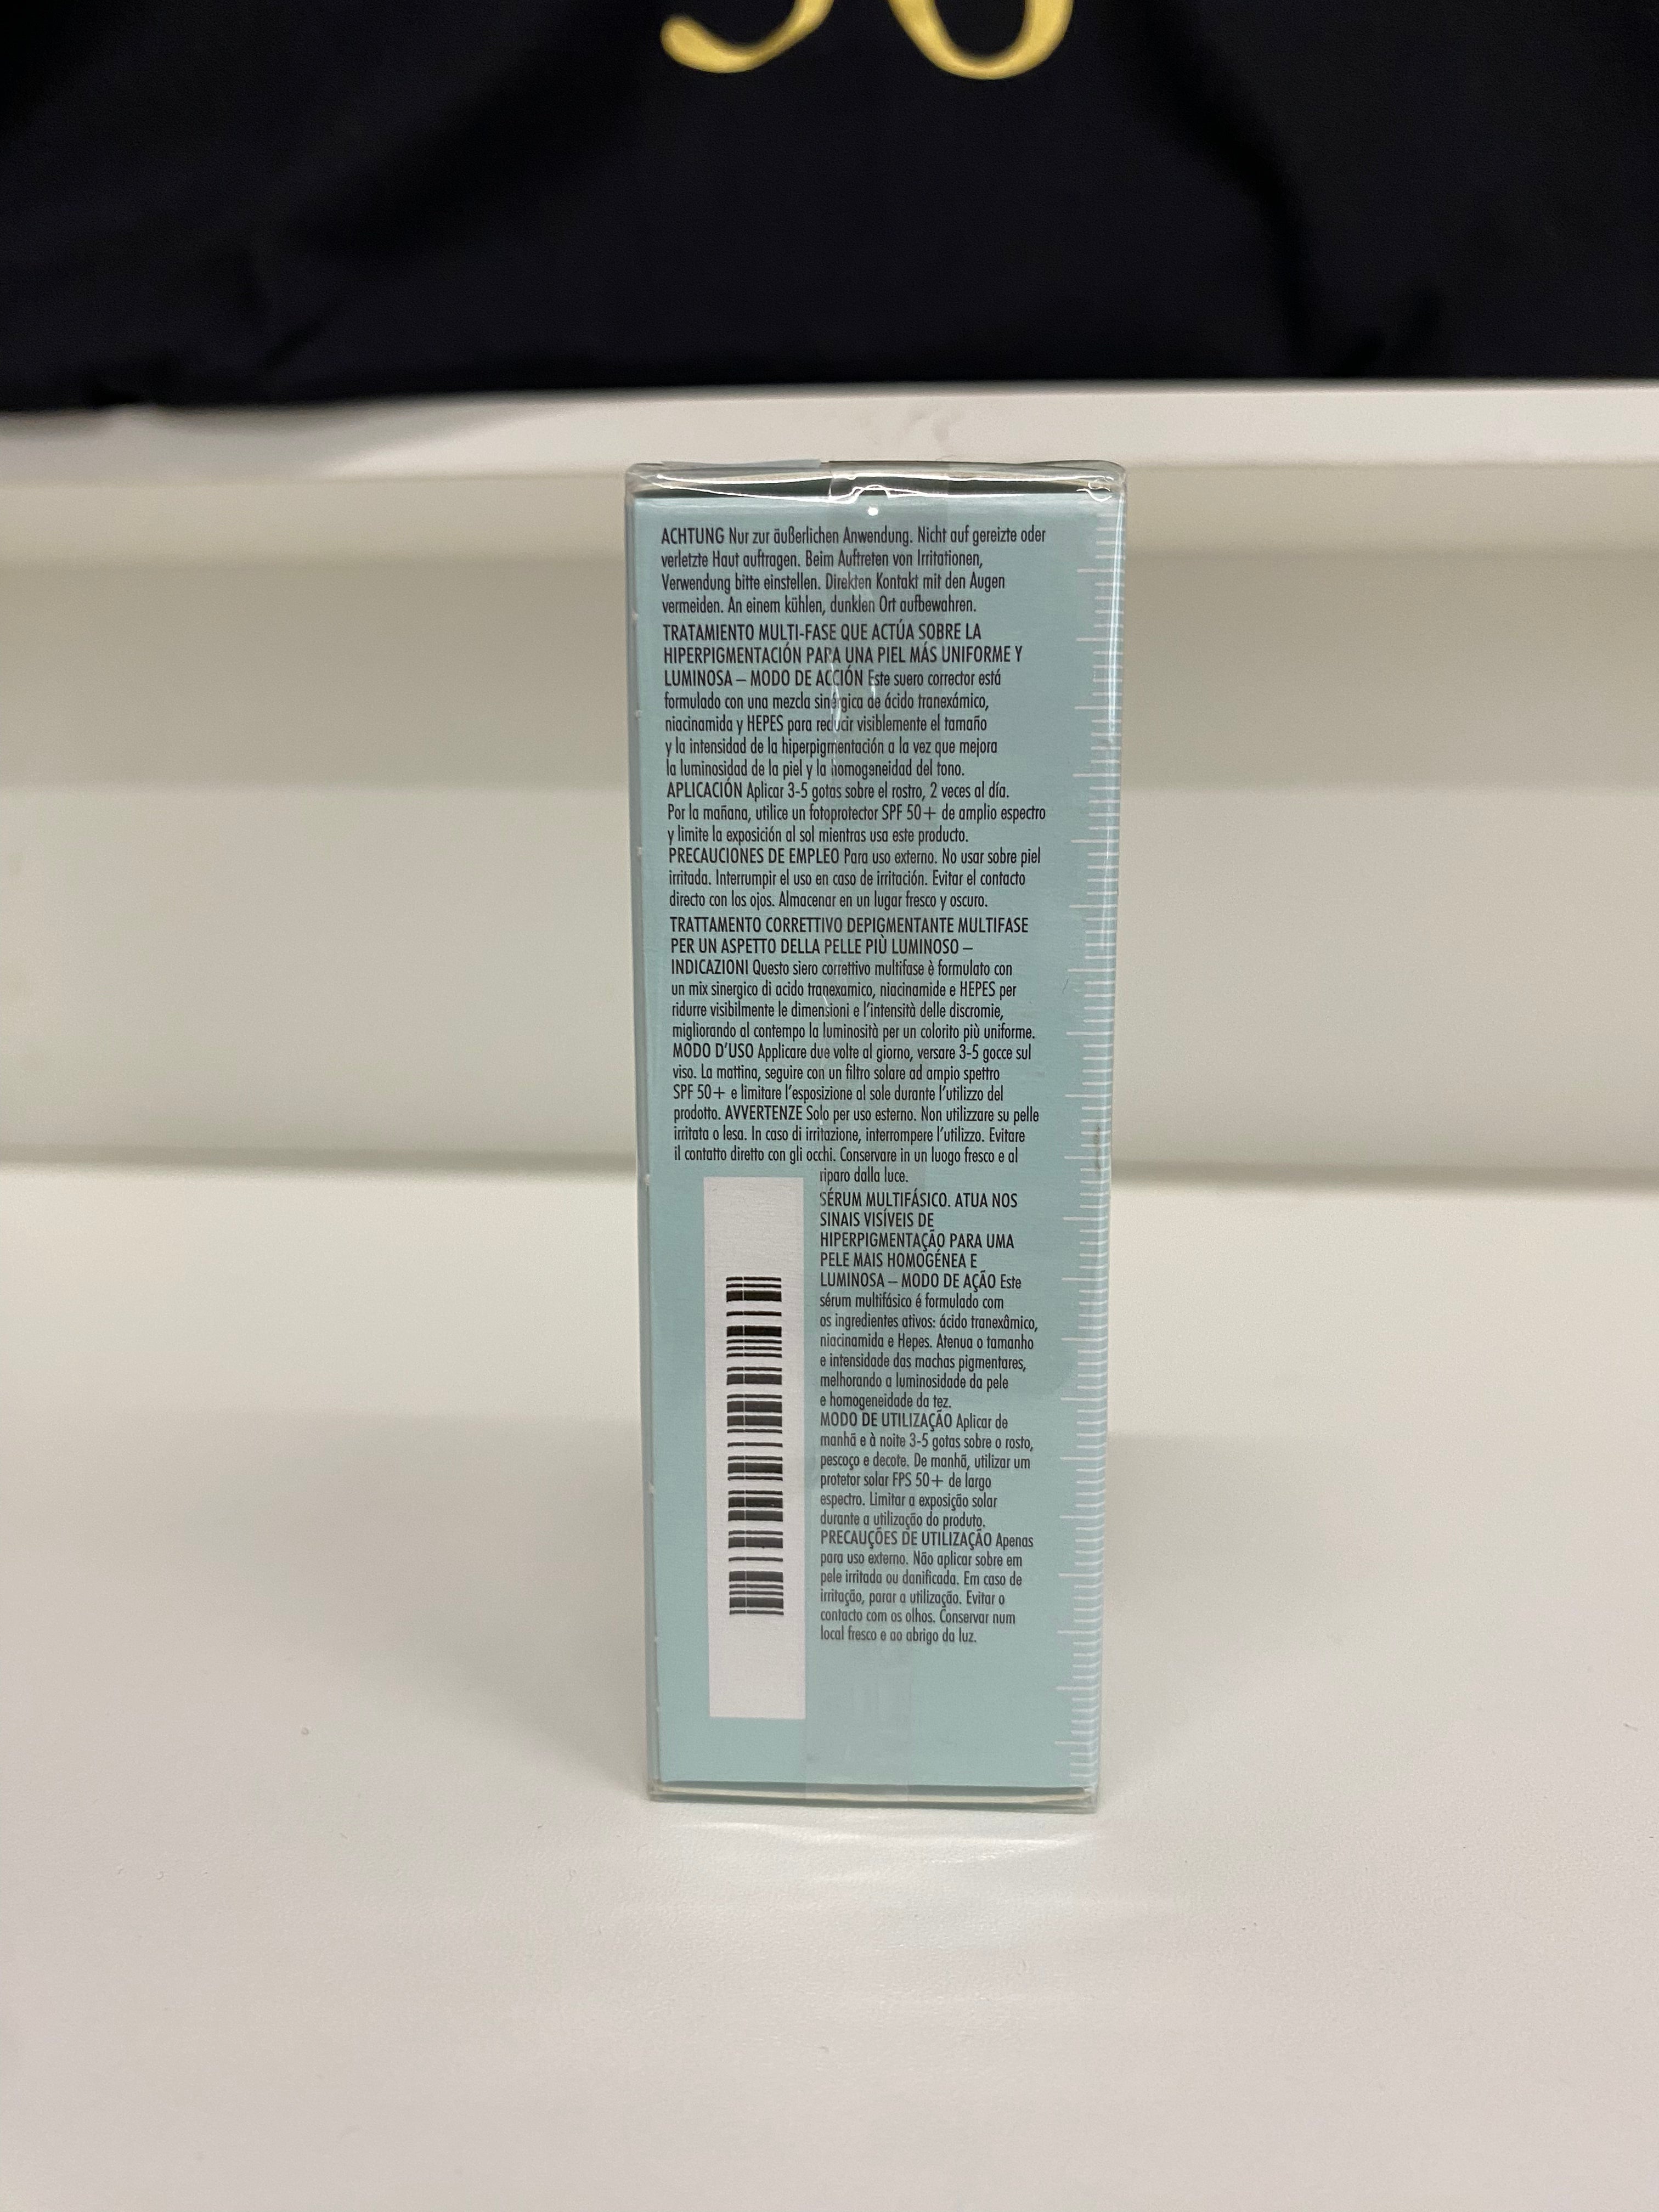 ACHTUNG Nur zur äußerlichen Anwendung. Nicht auf gereizte oder
verletzte Haut auftragen. Beim Auftreten von Irritationen,
Verwendung bitte einstellen. Direkten Kontakt mit den Augen
vermeiden. An einem kühlen, dunklen Ort aufbewahren.
TRATAMIENTO MULTI-FASE QUE ACTÚA SOBRE LA
HIPERPIGMENTACIÓN PARA UNA PIEL MÁS UNIFORME Y
LUMINOSA – MODO DE ACCIÓN Este suero corrector está
formulado con una mezcla sinérgica de ácido tranexámico,
niacinamida y HEPES para reducir visiblemente el tamaño
y la intensidad de la hiperpigmentación a la vez que mejora
la luminosidad de la piel y la homogeneidad del tono.
APLICACIÓN Aplicar 3-5 gotas sobre el rostro, 2 veces al día.
Por la mañana, utilice un fotoprotector SPF 50+ de amplio espectro
y limite la exposición al sol mientras usa este producto.
PRECAUCIONES DE EMPLEO Para uso externo. No usar sobre piel
irritada. Interrumpir el uso en caso de irritación. Evitar el contacto
directo con los ojos. Almacenar en un lugar fresco y oscuro.
TRATTAMENTO CORRETTIVO DEPIGMENTANTE MULTIFASE
PER UN ASPETTO DELLA PELLE PIÙ LUMINOSO –
INDICAZIONI Questo siero correttivo multifase è formulato con
un mix sinergico di acido tranexamico, niacinamide e HEPES per
ridurre visibilmente le dimensioni e l'intensità delle discromie,
migliorando al contempo la luminosità per un colorito più uniforme.
MODO D'USO Applicare due volte al giorno, versare 3-5 gocce sul
viso. La mattina, seguire con un filtro solare ad ampio spettro
SPF 50+ e limitare l'esposizione al sole durante l'utilizzo del
prodotto. AVVERTENZE Solo per uso esterno. Non utilizzare su pelle
irritata o lesa. In caso di irritazione, interrompere l'utilizzo. Evitare
il contatto diretto con gli occhi. Conservare in un luogo fresco e al
riparo dalla luce.
SÉRUM MULTIFÁSICO. ATUA NOS
SINAIS VISÍVEIS DE
HIPERPIGMENTAÇÃO PARA UMA
PELE MAIS HOMOGÉNEA E
LUMINOSA – MODO DE AÇÃO Este
sérum multifásico é formulado com
os ingredientes ativos: ácido tranexâmico,
niacinamida e Hepes. Atenua o tamanho
e intensidade das machas pigmentares,
melhorando a luminosidade da pele
e homogeneidade da tez.
MODO DE UTILIZAÇÃO Aplicar de
manhã e à noite 3-5 gotas sobre o rosto,
pescoço e decote. De manhã, utilizar um
protetor solar FPS 50+ de largo
espectro. Limitar a exposição solar
durante a utilização do produto.
PRECAUÇÕES DE UTILIZAÇÃO Apenas
para uso externo. Não aplicar sobre em
pele irritada ou danificada. Em caso de
irritação, parar a utilização. Evitar o
contacto com os olhos. Conservar num
local fresco e ao abrigo da luz.